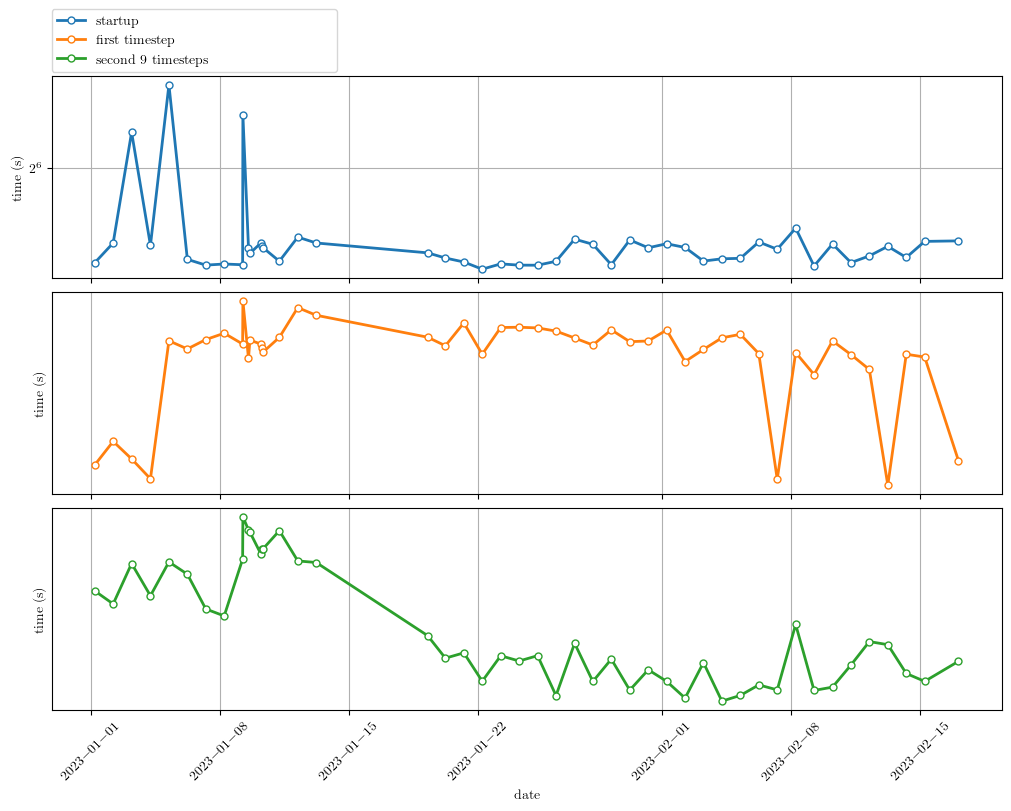 startup
first timestep
second 9 timesteps
time (s)
2^6
time (s)
time (s)
2023−01−01
2023−01−08
2023−01−15
2023−01−22
2023−02−01
2023−02−08
2023−02−15
date